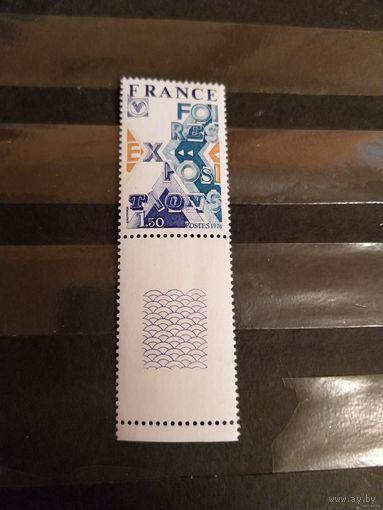 FRANCE
FOI
RES
EX
POSI
TIONS
1,50
POSTES 1976
www.ay.by